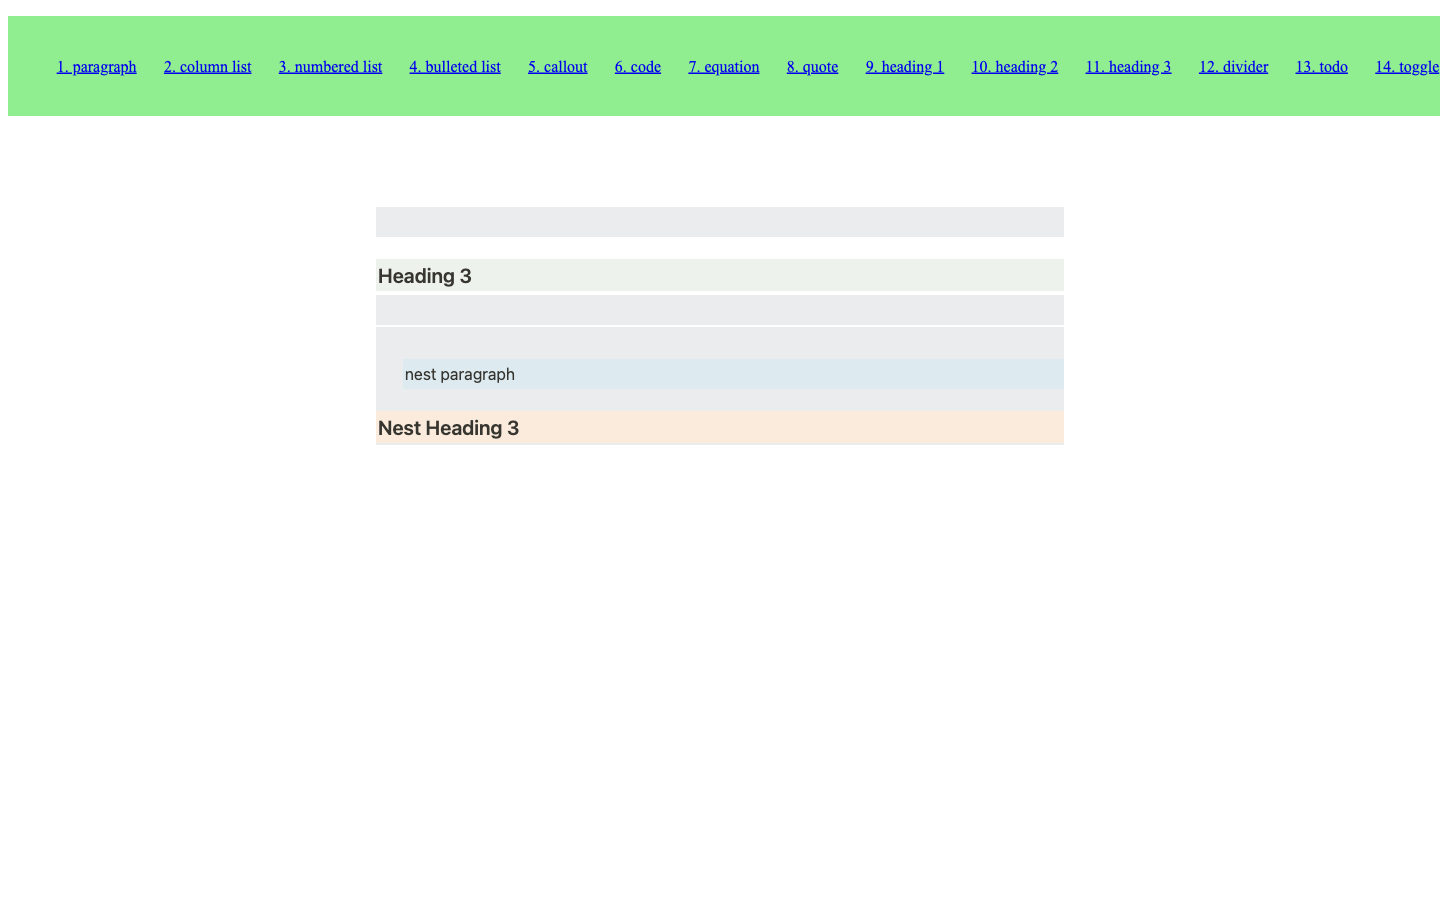 1. paragraph 2. column list 3. numbered list 4. bulleted list 5. callout 6. code 7. equation 8. quote 9. heading 1 10. heading 2 11. heading 3 12. divider 13. todo 14. toggle
Heading 3
nest paragraph
Nest Heading 3